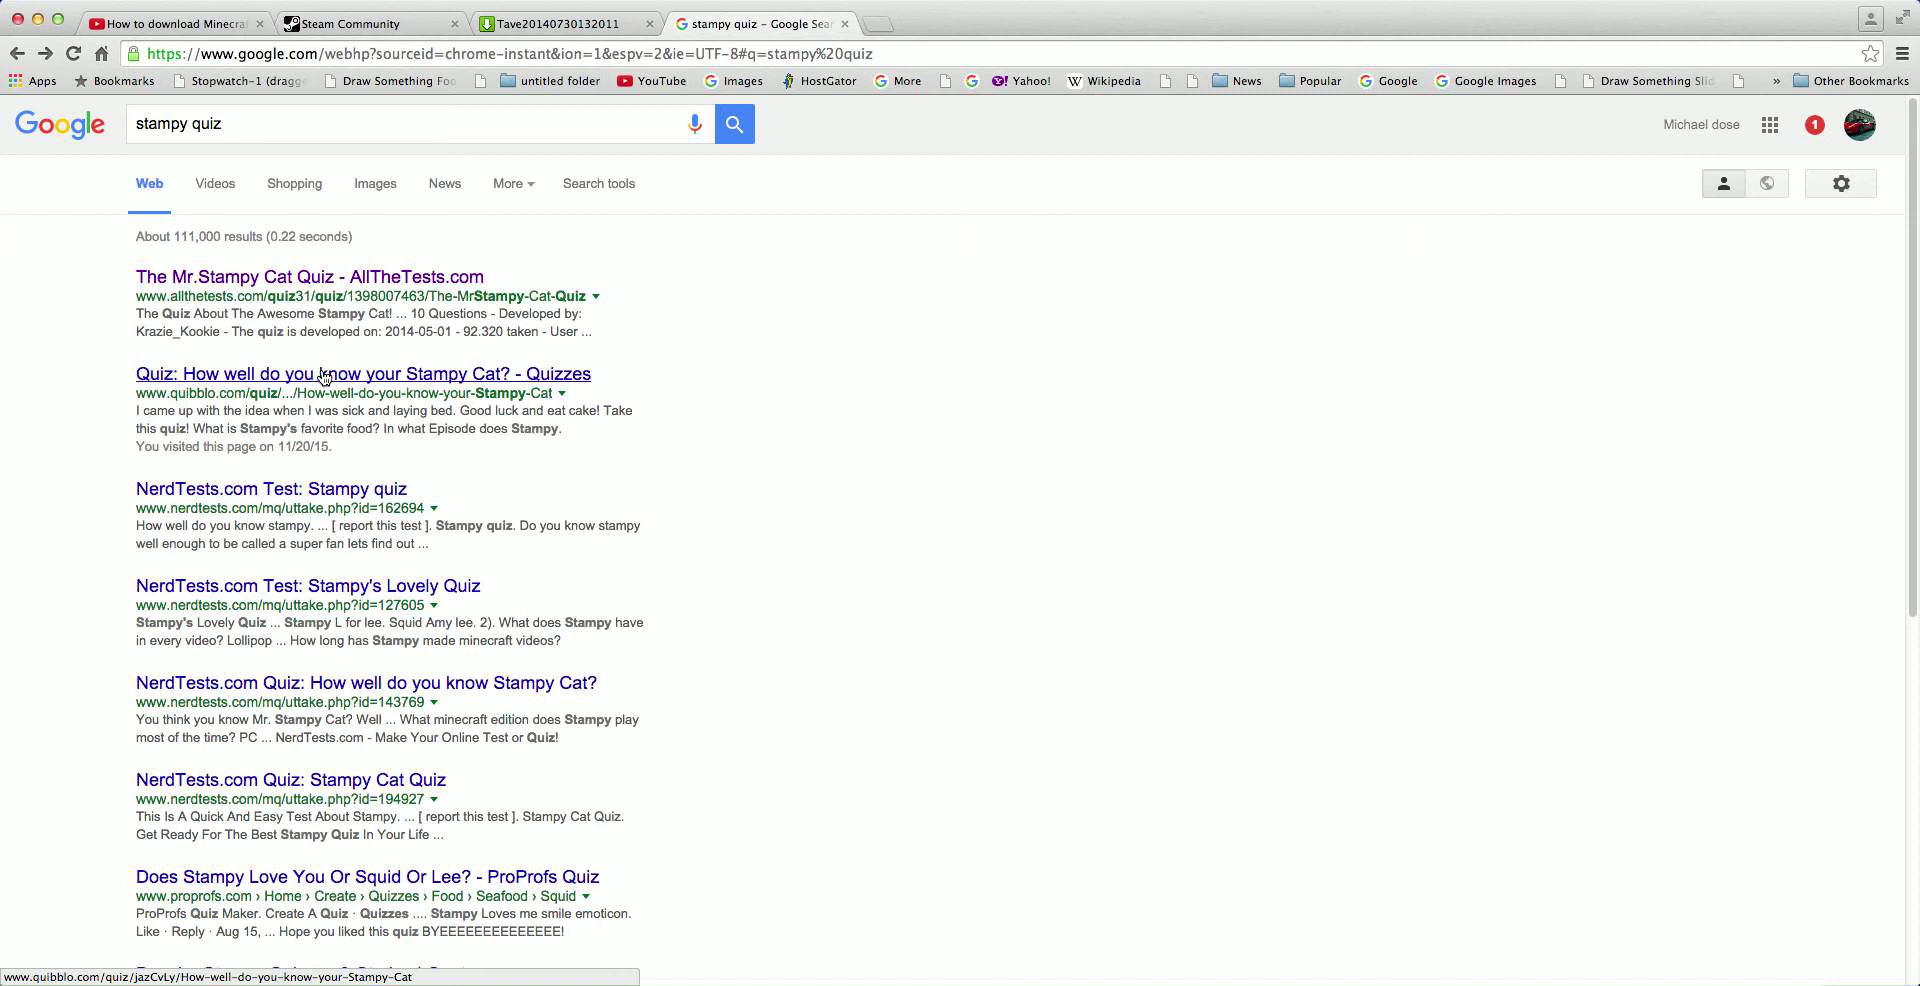 How to download Minecra
Steam Community
Tave20140730132011
stampy quiz - Google Sear
https://www.google.com/webhp?sourceid=chrome-instant&ion=1&espv=2&ie=UTF-8#q=stampy%20quiz
Apps
Bookmarks
Stopwatch-1 (dragge
Draw Something Fo
untitled folder
YouTube
Images
HostGator
More
Yahoo!
Wikipedia
News
Popular
Google
Google Images
Draw Something Sli
»
Other Bookmarks
Google
stampy quiz
Michael dose
1
Web
Videos
Shopping
Images
News
More
Search tools
About 111,000 results (0.22 seconds)
The Mr.Stampy Cat Quiz - AllTheTests.com
www.allthetests.com/quiz31/quiz/1398007463/The-MrStampy-Cat-Quiz
The Quiz About The Awesome Stampy Cat! ... 10 Questions - Developed by:
Krazie_Kookie - The quiz is developed on: 2014-05-01 - 92.320 taken - User ...
Quiz: How well do you know your Stampy Cat? - Quizzes
www.quibblo.com/quiz/.../How-well-do-you-know-your-Stampy-Cat
I came up with the idea when I was sick and laying bed. Good luck and eat cake! Take
this quiz! What is Stampy's favorite food? In what Episode does Stampy.
You visited this page on 11/20/15.
NerdTests.com Test: Stampy quiz
www.nerdtests.com/mq/uttake.php?id=162694
How well do you know stampy. ... [ report this test ]. Stampy quiz. Do you know stampy
well enough to be called a super fan lets find out ...
NerdTests.com Test: Stampy's Lovely Quiz
www.nerdtests.com/mq/uttake.php?id=127605
Stampy's Lovely Quiz ... Stampy L for lee. Squid Amy lee. 2). What does Stampy have
in every video? Lollipop ... How long has Stampy made minecraft videos?
NerdTests.com Quiz: How well do you know Stampy Cat?
www.nerdtests.com/mq/uttake.php?id=143769
You think you know Mr. Stampy Cat? Well ... What minecraft edition does Stampy play
most of the time? PC ... NerdTests.com - Make Your Online Test or Quiz!
NerdTests.com Quiz: Stampy Cat Quiz
www.nerdtests.com/mq/uttake.php?id=194927
This Is A Quick And Easy Test About Stampy. ... [ report this test ]. Stampy Cat Quiz.
Get Ready For The Best Stampy Quiz In Your Life ...
Does Stampy Love You Or Squid Or Lee? - ProProfs Quiz
www.proprofs.com › Home › Create › Quizzes › Food › Seafood › Squid
ProProfs Quiz Maker. Create A Quiz · Quizzes .... Stampy Loves me smile emoticon.
Like · Reply · Aug 15, ... Hope you liked this quiz BYEEEEEEEEEEEEEE!
www.quibblo.com/quiz/jazCvLy/How-well-do-you-know-your-Stampy-Cat